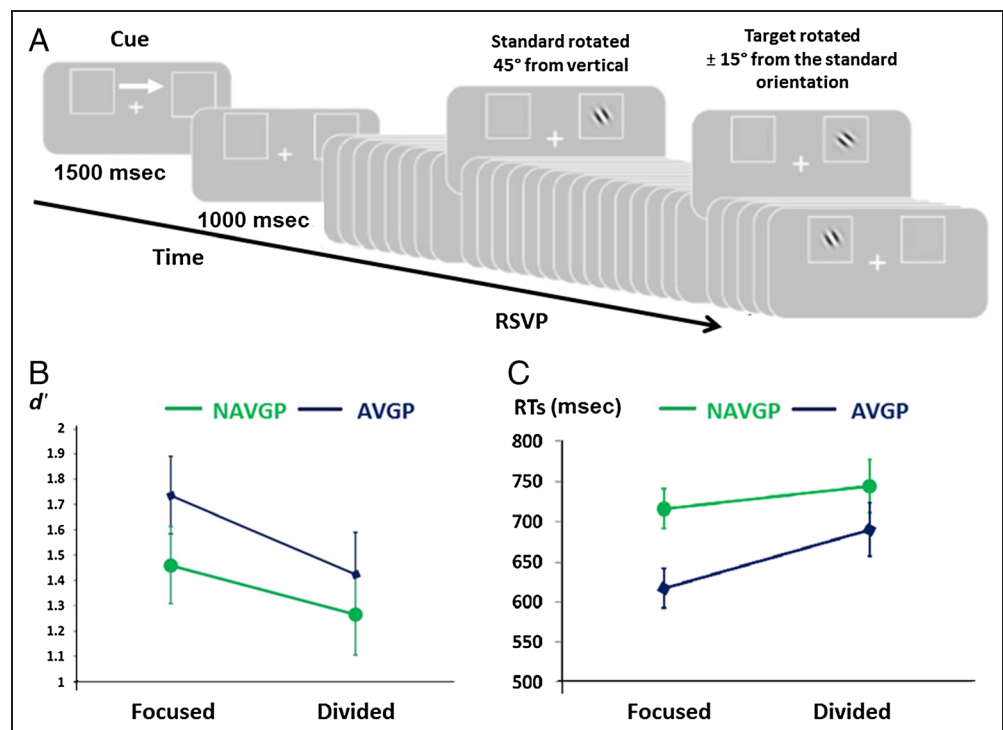 A
Cue
Standard rotated
45° from vertical
Target rotated
± 15° from the standard
orientation
1500 msec
1000 msec
Time
RSVP
B
d'
NAVGP AVGP
2
1.9
1.8
1.7
1.6
1.5
1.4
1.3
1.2
1.1
1
Focused Divided
C
RTs (msec)
NAVGP AVGP
800
750
700
650
600
550
500
Focused Divided